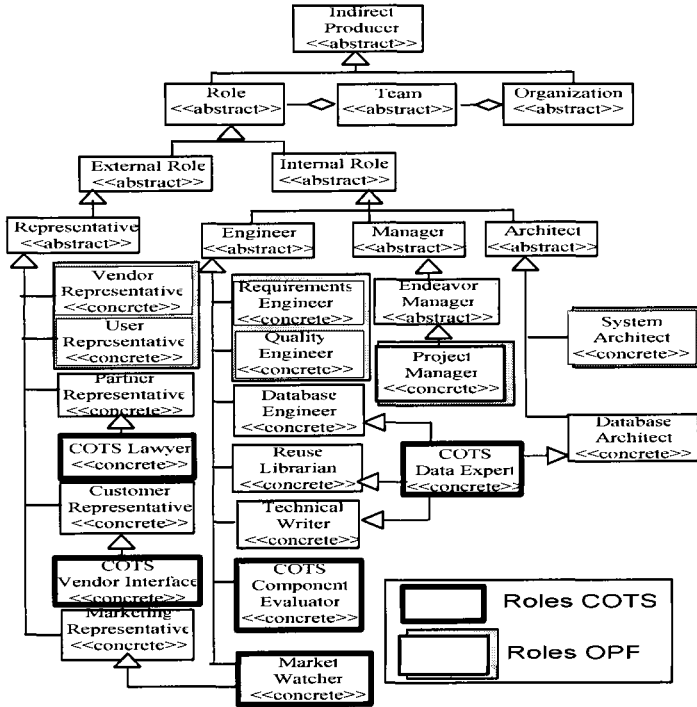 Indirect
Producer
<<abstract>>
Role
<<abstract>>
Team
<<abstract>>
Organization
<<abstract>>
External Role
<<abstract>>
Internal Role
<<abstract>>
Representative
<<abstract>>
Engineer
<<abstract>>
Manager
<<abstract>>
Architect
<<abstract>>
Vendor
Representative
<<concrete>>
User
Representative
<<concrete>>
Partner
Representative
<<concrete>>
COTS Lawyer
<<concrete>>
Customer
Representative
<<concrete>>
COTS
Vendor Interface
<<concrete>>
Marketing
Representative
<<concrete>>
Requirements
Engineer
<<concrete>>
Quality
Engineer
<<concrete>>
Database
Engineer
<<concrete>>
Reuse
Librarian
<<concrete>>
Technical
Writer
<<concrete>>
COTS
Component
Evaluator
<<concrete>>
Market
Watcher
<<concrete>>
Endeavor
Manager
<<abstract>>
Project
Manager
<<concrete>>
COTS
Data Expert
<<concrete>>
System
Architect
<<concrete>>
Database
Architect
<<concrete>>
Roles COTS
Roles OPF